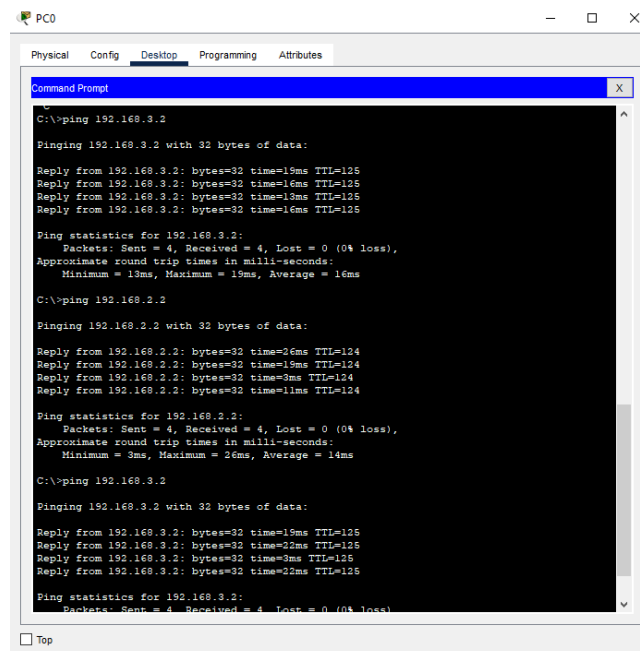 PC0
Physical Config Desktop Programming Attributes
Command Prompt X
C:\>ping 192.168.3.2
Pinging 192.168.3.2 with 32 bytes of data:
Reply from 192.168.3.2: bytes=32 time=19ms TTL=125
Reply from 192.168.3.2: bytes=32 time=16ms TTL=125
Reply from 192.168.3.2: bytes=32 time=13ms TTL=125
Reply from 192.168.3.2: bytes=32 time=16ms TTL=125
Ping statistics for 192.168.3.2:
Packets: Sent = 4, Received = 4, Lost = 0 (0% loss),
Approximate round trip times in milli-seconds:
Minimum = 13ms, Maximum = 19ms, Average = 16ms
C:\>ping 192.168.2.2
Pinging 192.168.2.2 with 32 bytes of data:
Reply from 192.168.2.2: bytes=32 time=26ms TTL=124
Reply from 192.168.2.2: bytes=32 time=19ms TTL=124
Reply from 192.168.2.2: bytes=32 time=3ms TTL=124
Reply from 192.168.2.2: bytes=32 time=11ms TTL=124
Ping statistics for 192.168.2.2:
Packets: Sent = 4, Received = 4, Lost = 0 (0% loss),
Approximate round trip times in milli-seconds:
Minimum = 3ms, Maximum = 26ms, Average = 14ms
C:\>ping 192.168.3.2
Pinging 192.168.3.2 with 32 bytes of data:
Reply from 192.168.3.2: bytes=32 time=19ms TTL=125
Reply from 192.168.3.2: bytes=32 time=22ms TTL=125
Reply from 192.168.3.2: bytes=32 time=3ms TTL=125
Reply from 192.168.3.2: bytes=32 time=22ms TTL=125
Ping statistics for 192.168.3.2:
Packets: Sent = 4, Received = 4, Lost = 0 (0% loss)
Top